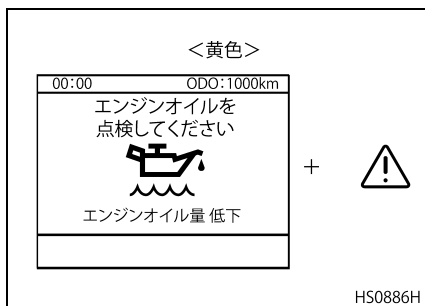 ＜黄色＞
00:00 ODO:1000km
エンジンオイルを
点検してください
エンジンオイル量 低下
+
HS0886H